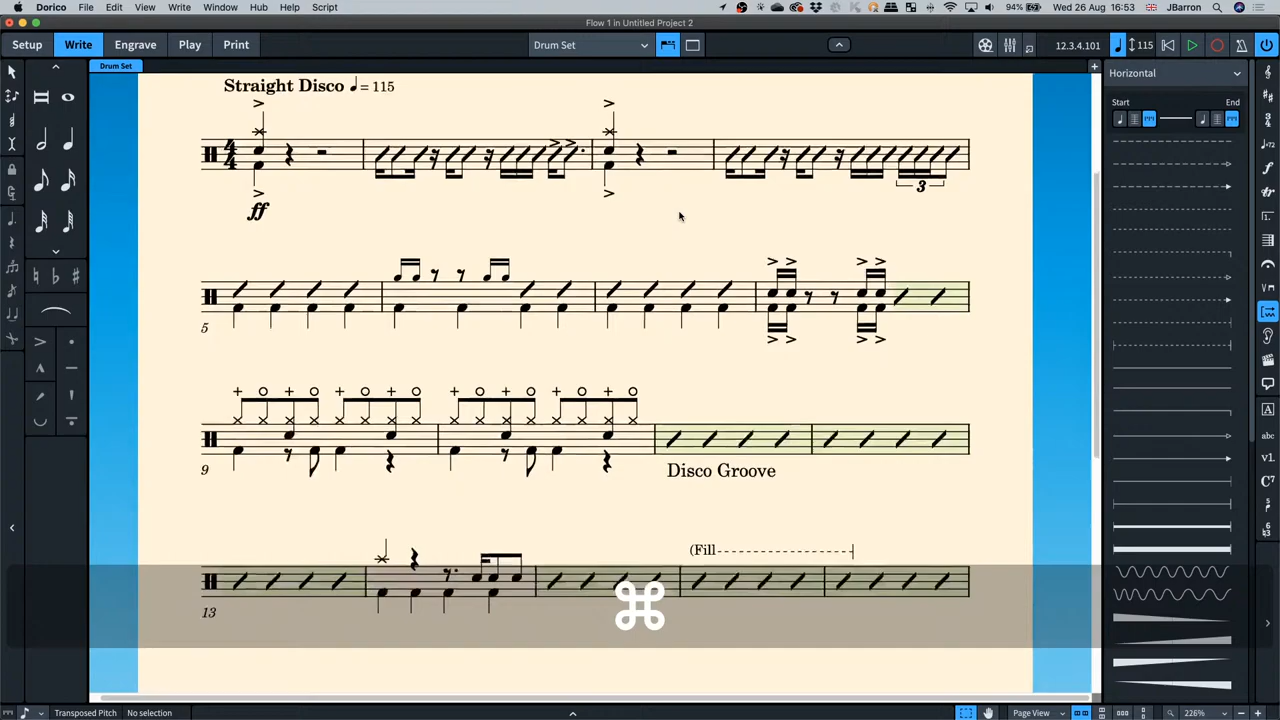 Dorico File Edit View Write Window Hub Help Script 94% Wed 26 Aug 16:53 JBarron
Flow 1 in Untitled Project 2
Setup Write Engrave Play Print Drum Set 12.3.4.101 115
Drum Set
Horizontal
Start End
Straight Disco ♩= 115
4
4
3
ff
5
9
Disco Groove
(Fill
13
⌘
Transposed Pitch No selection Page View 226%